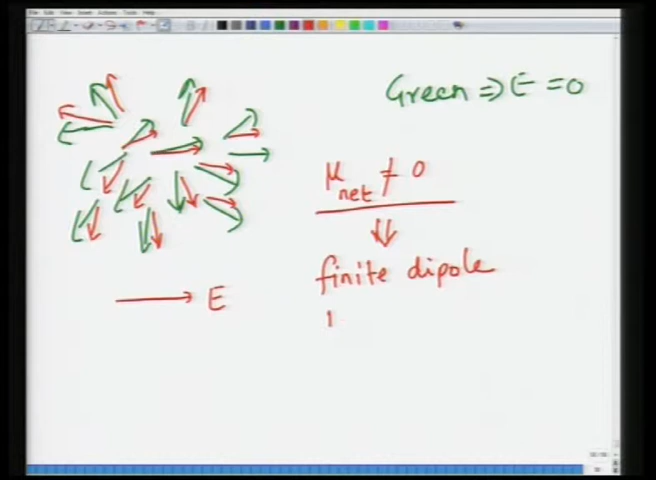 Green ⇒ E = 0
μnet ≠ 0
⇓
finite dipole
E